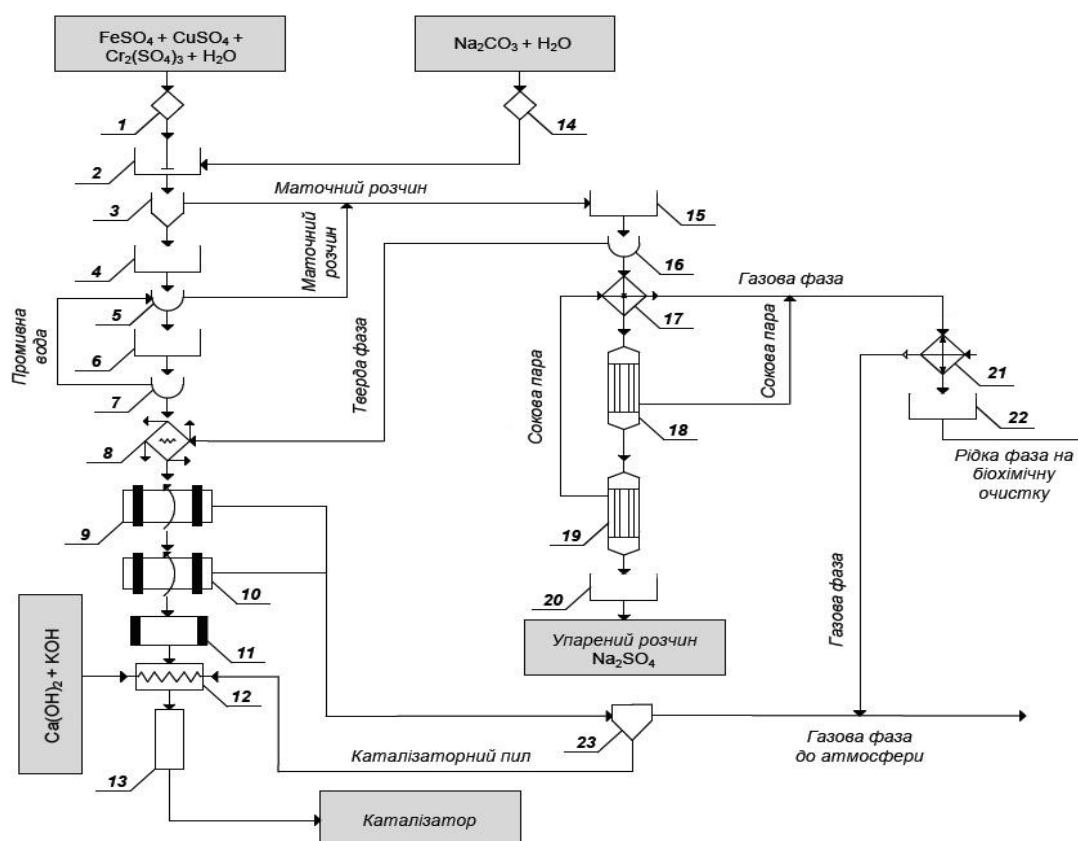 FeSO₄ + CuSO₄ +
Cr₂(SO₄)₃ + H₂O
Na₂CO₃ + H₂O
1
14
2
Маточний розчин
3
15
Маточний
розчин
4
16
Газова фаза
5
17
Промивна
вода
6
Тверда фаза
Сокова пара
Сокова пара
21
7
18
22
8
Рідка фаза на
біохімічну
очистку
9
19
10
20
Газова фаза
11
Упарений розчин
Na₂SO₄
Ca(OH)₂ + KOH
12
23
Газова фаза
до атмосфери
Каталізаторний пил
13
Каталізатор